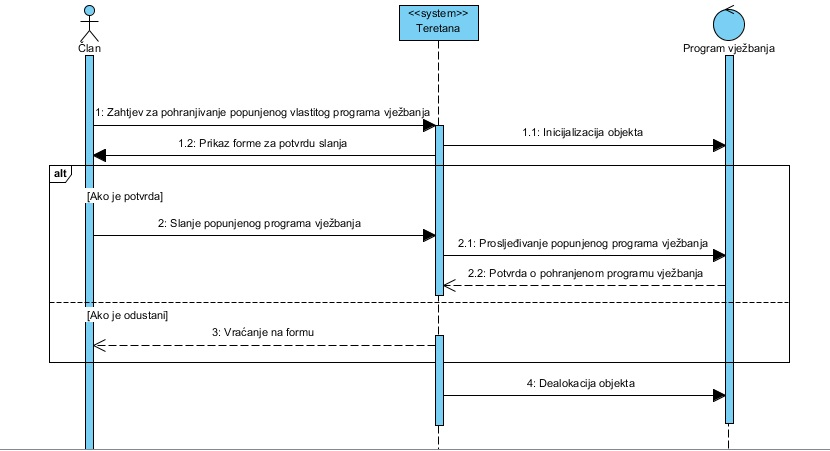 <<system>>
Teretana
Clan
Program vježbanja
1: Zahtjev za pohranjivanje popunjenog vlastitog programa vježbanja
1.1: Inicijalizacija objekta
1.2: Prikaz forme za potvrdu slanja
alt
[Ako je potvrda]
2: Slanje popunjenog programa vježbanja
2.1: Prosljeđivanje popunjenog programa vježbanja
2.2: Potvrda o pohranjenom programu vježbanja
[Ako je odustani]
3: Vraćanje na formu
4: Dealokacija objekta